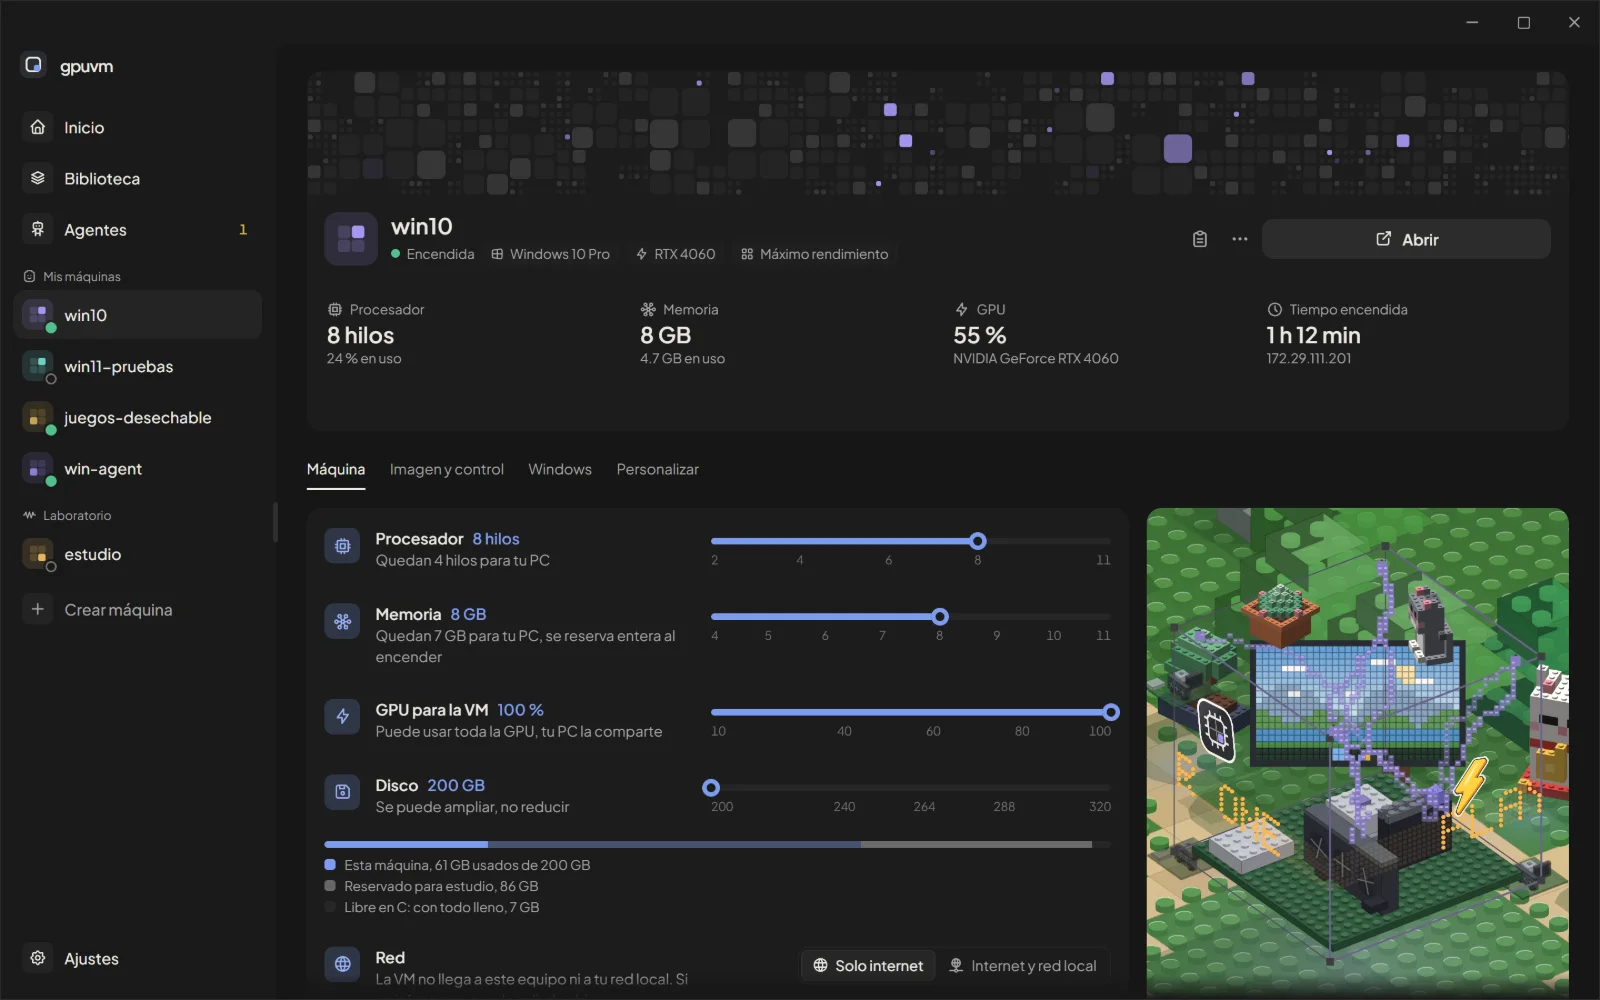 gpuvm
Inicio
Biblioteca
Agentes 1
Mis máquinas
win10
win11-pruebas
juegos-desechable
win-agent
Laboratorio
estudio
Crear máquina
Ajustes
win10
Encendida Windows 10 Pro RTX 4060 Máximo rendimiento
Abrir
Procesador
8 hilos
24 % en uso
Memoria
8 GB
4.7 GB en uso
GPU
55 %
NVIDIA GeForce RTX 4060
Tiempo encendida
1 h 12 min
172.29.111.201
Máquina Imagen y control Windows Personalizar
Procesador 8 hilos
Quedan 4 hilos para tu PC
2 4 6 8 11
Memoria 8 GB
Quedan 7 GB para tu PC, se reserva entera al
encender
4 5 6 7 8 9 10 11
GPU para la VM 100 %
Puede usar toda la GPU, tu PC la comparte
10 40 60 80 100
Disco 200 GB
Se puede ampliar, no reducir
200 240 264 288 320
Esta máquina, 61 GB usados de 200 GB
Reservado para estudio, 86 GB
Libre en C: con todo lleno, 7 GB
Red
La VM no llega a este equipo ni a tu red local. Si
Solo internet Internet y red local